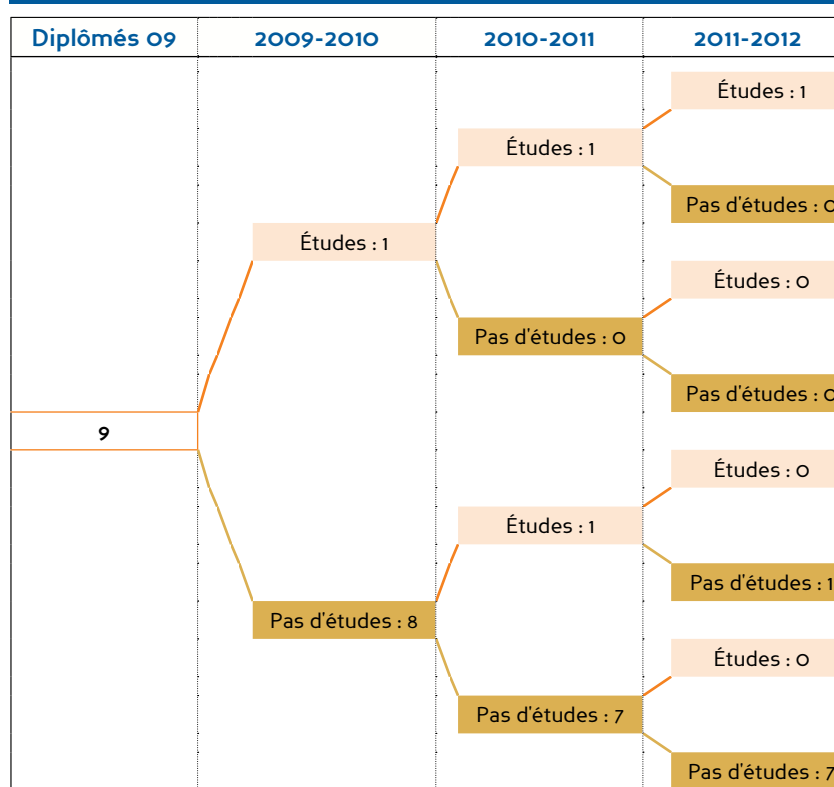 Diplômés 09 2009-2010 2010-2011 2011-2012
Études : 1
Études : 1
Pas d'études : 0
Études : 1
Études : 0
Pas d'études : 0
Pas d'études : 0
9
Études : 0
Études : 1
Pas d'études : 1
Pas d'études : 8
Études : 0
Pas d'études : 7
Pas d'études : 7